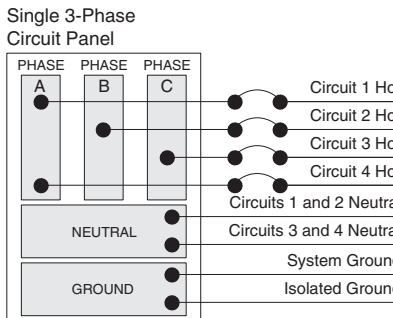 Single 3-Phase
Circuit Panel
PHASE PHASE PHASE
A B C
Circuit 1 Ho
Circuit 2 Ho
Circuit 3 Ho
Circuit 4 Ho
Circuits 1 and 2 Neutra
NEUTRAL
Circuits 3 and 4 Neutra
System Groun
GROUND
Isolated Groun